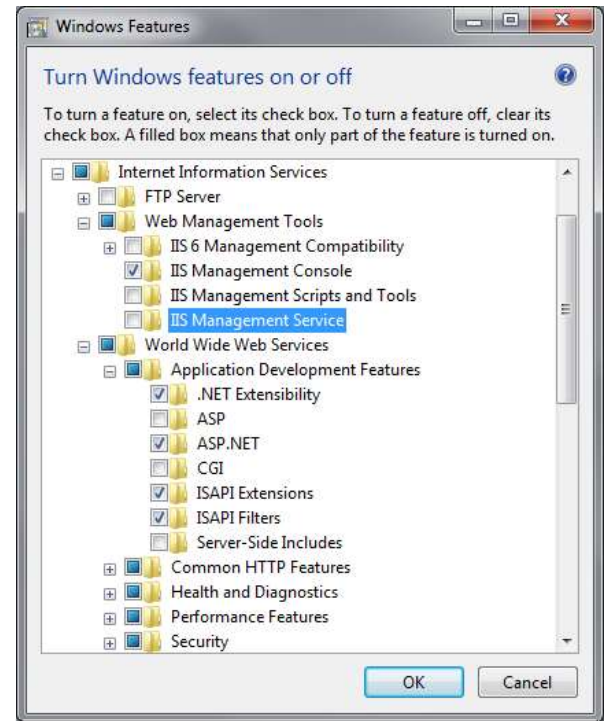 Windows Features
Turn Windows features on or off
To turn a feature on, select its check box. To turn a feature off, clear its
check box. A filled box means that only part of the feature is turned on.
Internet Information Services
FTP Server
Web Management Tools
IIS 6 Management Compatibility
IIS Management Console
IIS Management Scripts and Tools
IIS Management Service
World Wide Web Services
Application Development Features
.NET Extensibility
ASP
ASP.NET
CGI
ISAPI Extensions
ISAPI Filters
Server-Side Includes
Common HTTP Features
Health and Diagnostics
Performance Features
Security
OK
Cancel